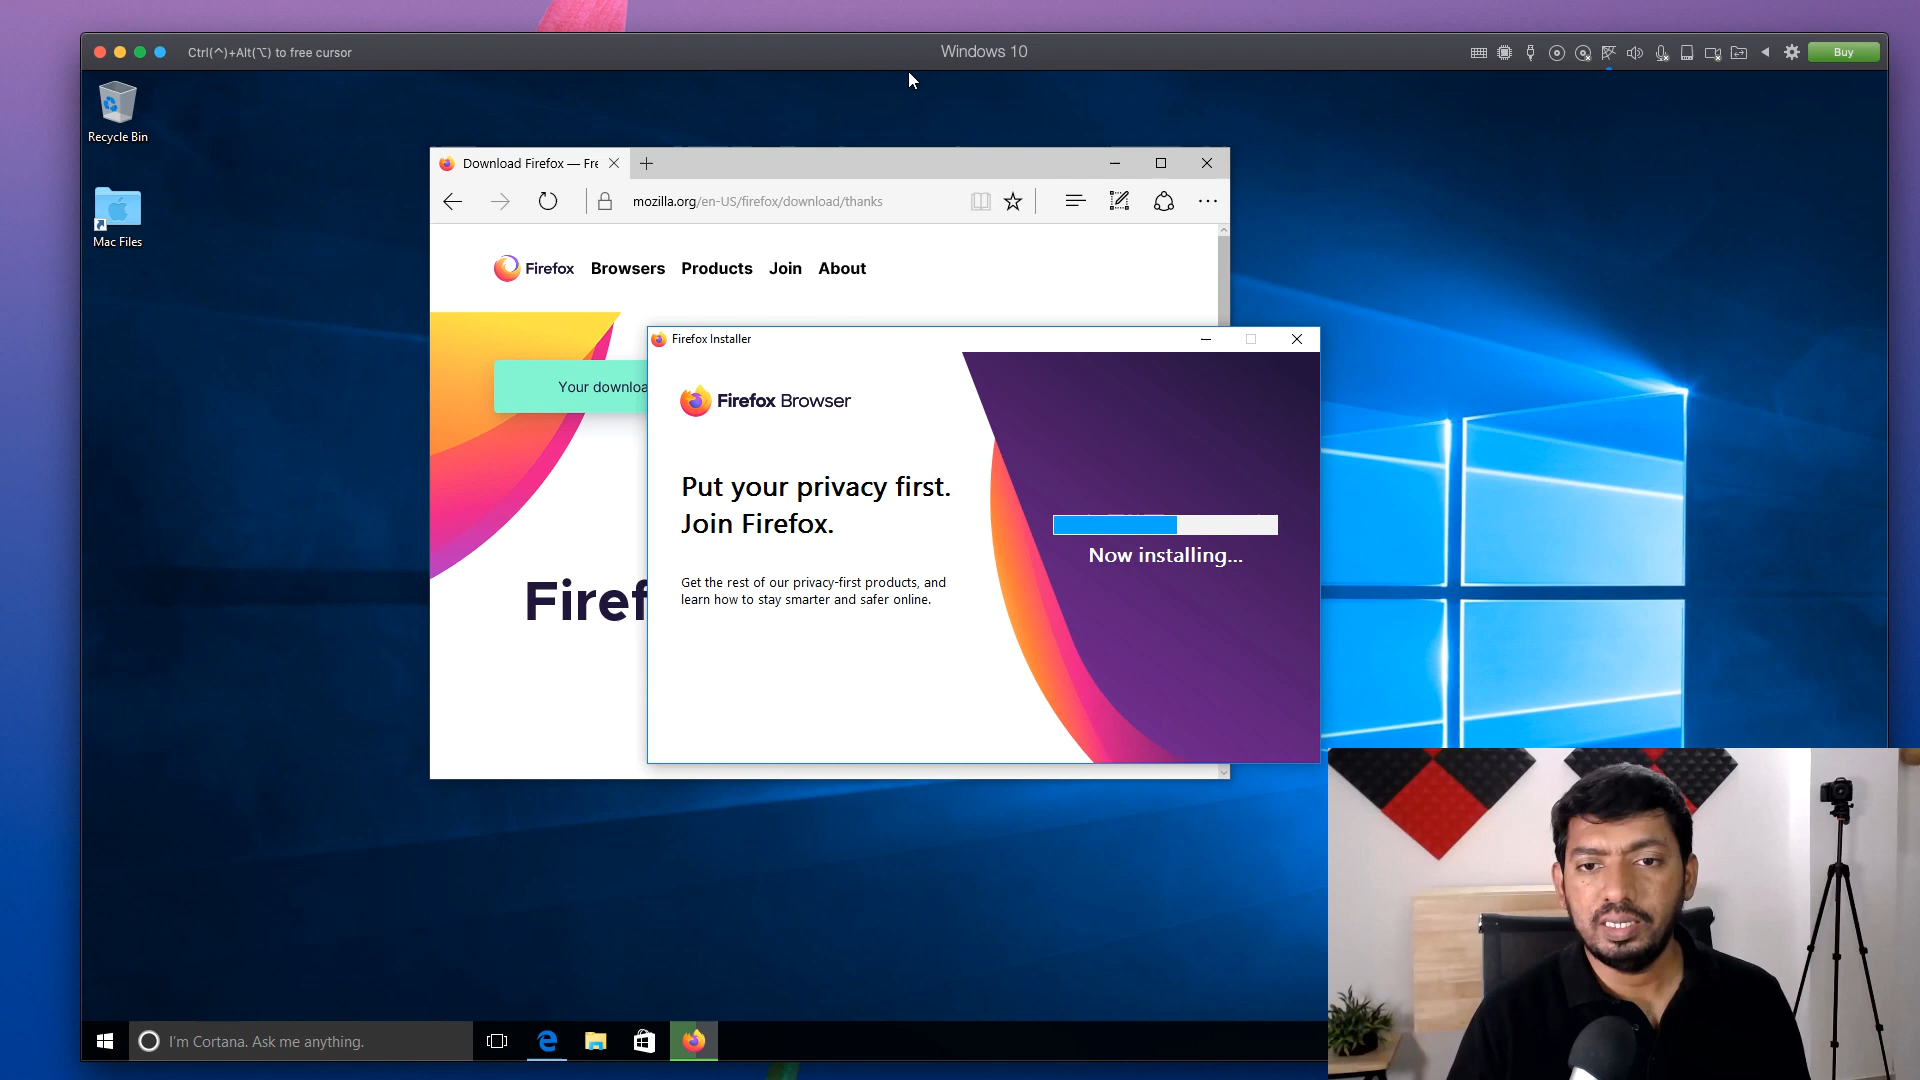 Ctrl(^)+Alt(⌥) to free cursor
Windows 10
Buy
Recycle Bin
Mac Files
Download Firefox — Fre
mozilla.org/en-US/firefox/download/thanks
Firefox Browsers Products Join About
Your downloa
Firef
Firefox Installer
Firefox Browser
Put your privacy first.
Join Firefox.
Get the rest of our privacy-first products, and
learn how to stay smarter and safer online.
Now installing...
I'm Cortana. Ask me anything.